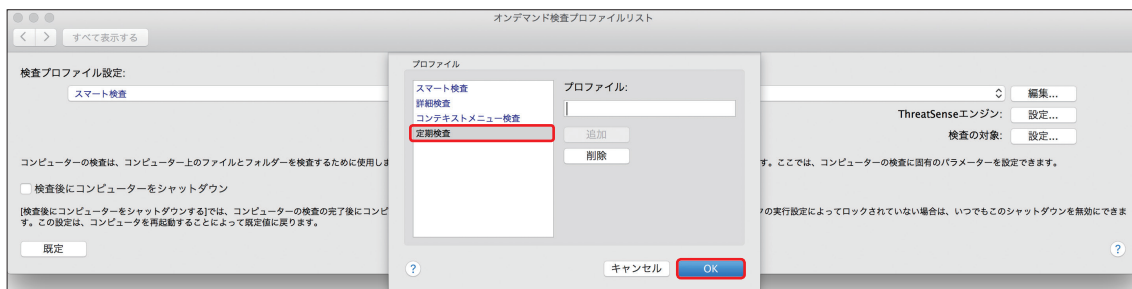 オンデマンド検査プロファイルリスト
すべて表示する
検査プロファイル設定:
スマート検査
編集...
ThreatSenseエンジン:
設定...
検査の対象:
設定...
プロファイル
スマート検査
詳細検査
コンテキストメニュー検査
定期検査
プロファイル:
追加
削除
コンピューターの検査は、コンピューター上のファイルとフォルダーを検査するために使用しま
す。ここでは、コンピューターの検査に固有のパラメーターを設定できます。
検査後にコンピューターをシャットダウン
[検査後にコンピューターをシャットダウンする]では、コンピューターの検査の完了後にコンピ
クの実行設定によってロックされていない場合は、いつでもこのシャットダウンを無効にできま
す。この設定は、コンピュータを再起動することによって既定値に戻ります。
既定
?
?
キャンセル
OK